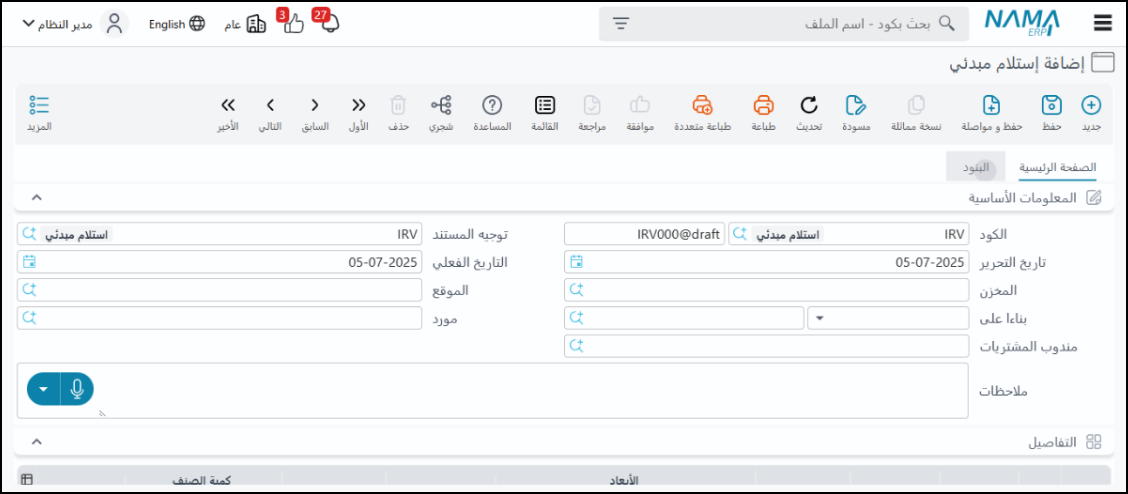 NAMA ERP بحث بكود - اسم الملف 27 3 عام English مدير النظام
إضافة إستلام مبدئي
جديد حفظ حفظ و مواصلة نسخة مماثلة مسودة تحديث طباعة طباعة متعددة موافقة مراجعة القائمة المساعدة شجري حذف الأول السابق التالي الأخير المزيد
الصفحة الرئيسية البنود
المعلومات الأساسية
الكود IRV استلام مبدئي IRV000@draft توجيه المستند IRV استلام مبدئي
تاريخ التحرير 05-07-2025 التاريخ الفعلي 05-07-2025
المخزن الموقع
بناءا على مورد
مندوب المشتريات
ملاحظات
التفاصيل
الأبعاد كمية الصنف